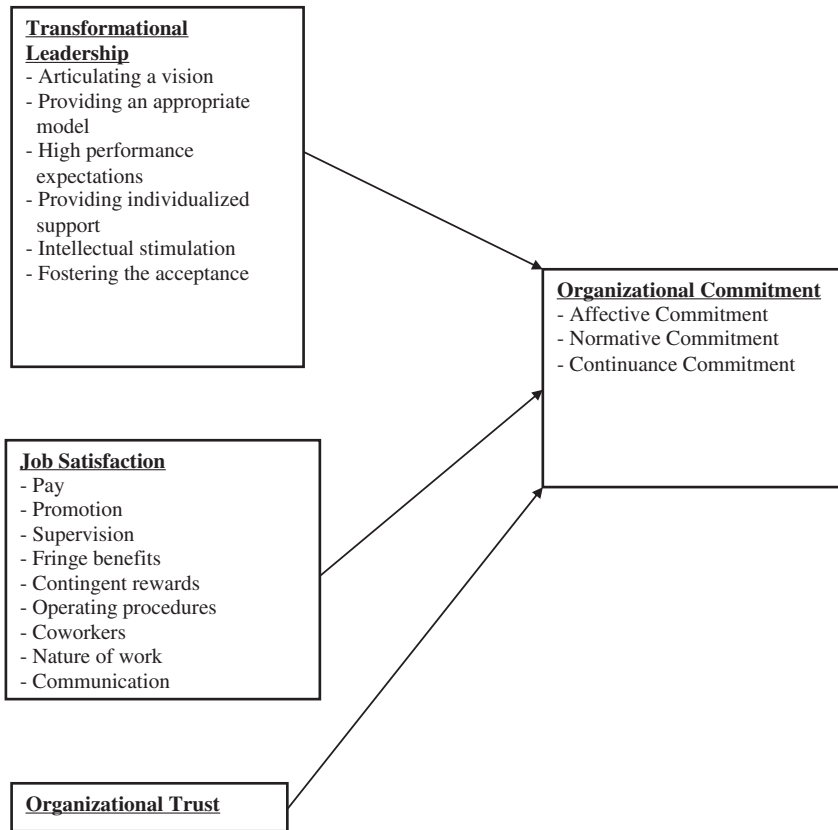 Transformational
Leadership
- Articulating a vision
- Providing an appropriate
model
- High performance
expectations
- Providing individualized
support
- Intellectual stimulation
- Fostering the acceptance
Organizational Commitment
- Affective Commitment
- Normative Commitment
- Continuance Commitment
Job Satisfaction
- Pay
- Promotion
- Supervision
- Fringe benefits
- Contingent rewards
- Operating procedures
- Coworkers
- Nature of work
- Communication
Organizational Trust